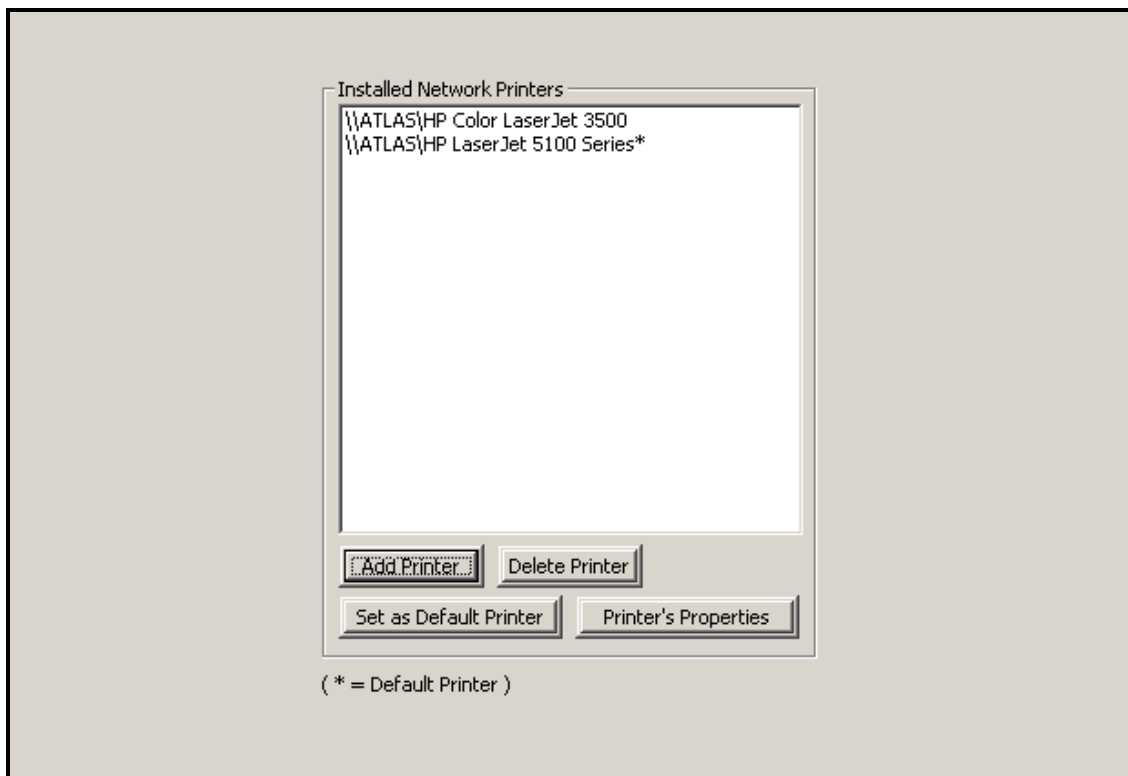 Installed Network Printers
\\ATLAS\HP Color LaserJet 3500
\\ATLAS\HP LaserJet 5100 Series*
Add Printer
Delete Printer
Set as Default Printer
Printer's Properties
( * = Default Printer )